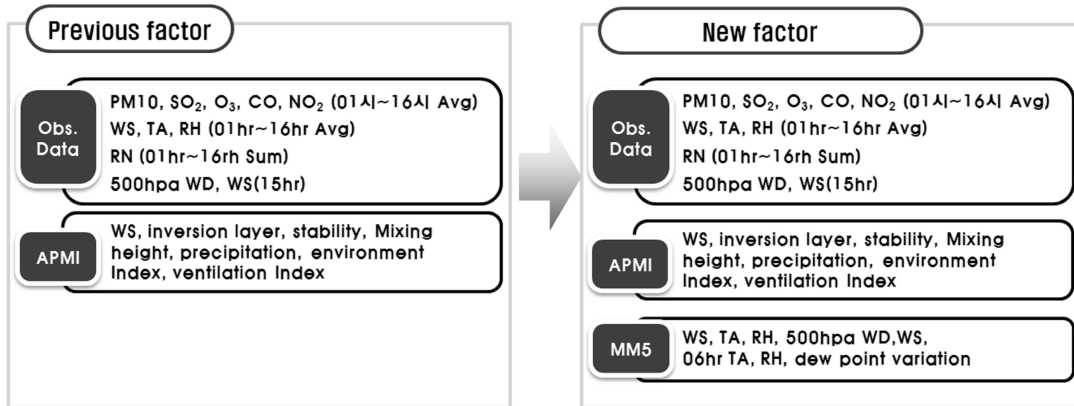 Previous factor
Obs.
Data
PM10, SO₂, O₃, CO, NO₂ (01시~16시 Avg)
WS, TA, RH (01hr~16hr Avg)
RN (01hr~16rh Sum)
500hpa WD, WS(15hr)
APMI
WS, inversion layer, stability, Mixing
height, precipitation, environment
Index, ventilation Index
New factor
Obs.
Data
PM10, SO₂, O₃, CO, NO₂ (01시~16시 Avg)
WS, TA, RH (01hr~16hr Avg)
RN (01hr~16rh Sum)
500hpa WD, WS(15hr)
APMI
WS, inversion layer, stability, Mixing
height, precipitation, environment
Index, ventilation Index
MM5
WS, TA, RH, 500hpa WD,WS,
06hr TA, RH, dew point variation